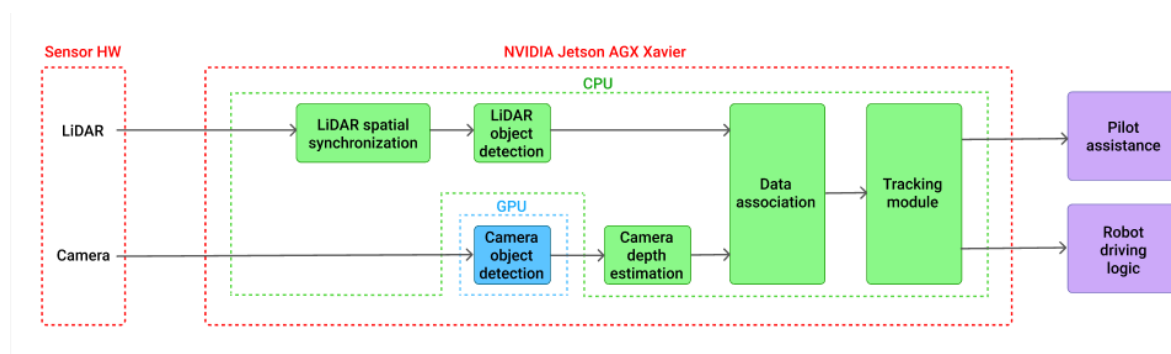 Sensor HW
NVIDIA Jetson AGX Xavier
CPU
LiDAR
LiDAR spatial
synchronization
LiDAR
object
detection
Data
association
Tracking
module
Pilot
assistance
GPU
Camera
Camera
object
detection
Camera
depth
estimation
Robot
driving
logic